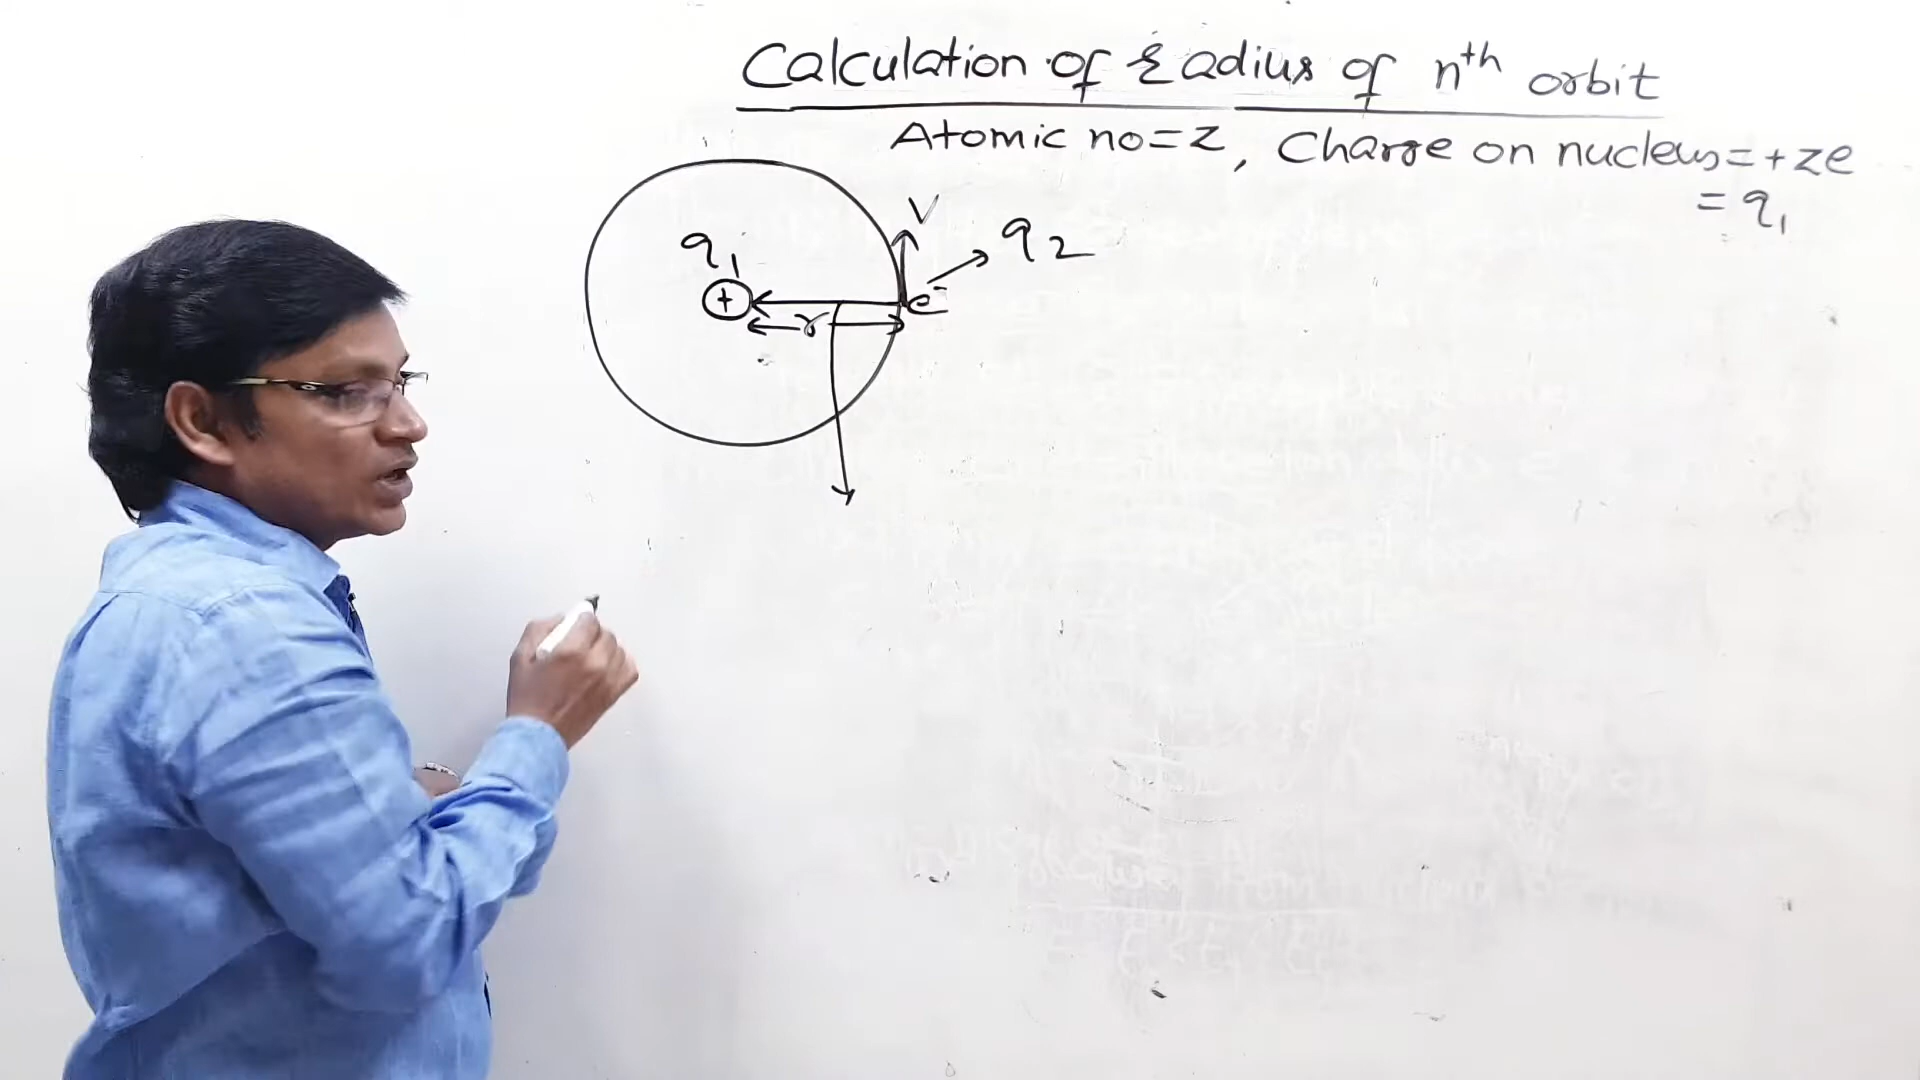 Calculation of radius of nth orbit
Atomic no=z, Charge on nucleus=+ze
= q1
V
q1
q2
+
e-
r